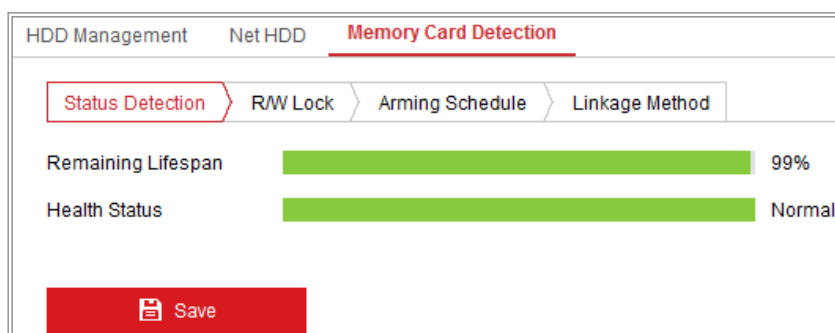 HDD Management Net HDD Memory Card Detection
Status Detection R/W Lock Arming Schedule Linkage Method
Remaining Lifespan 99%
Health Status Normal
Save